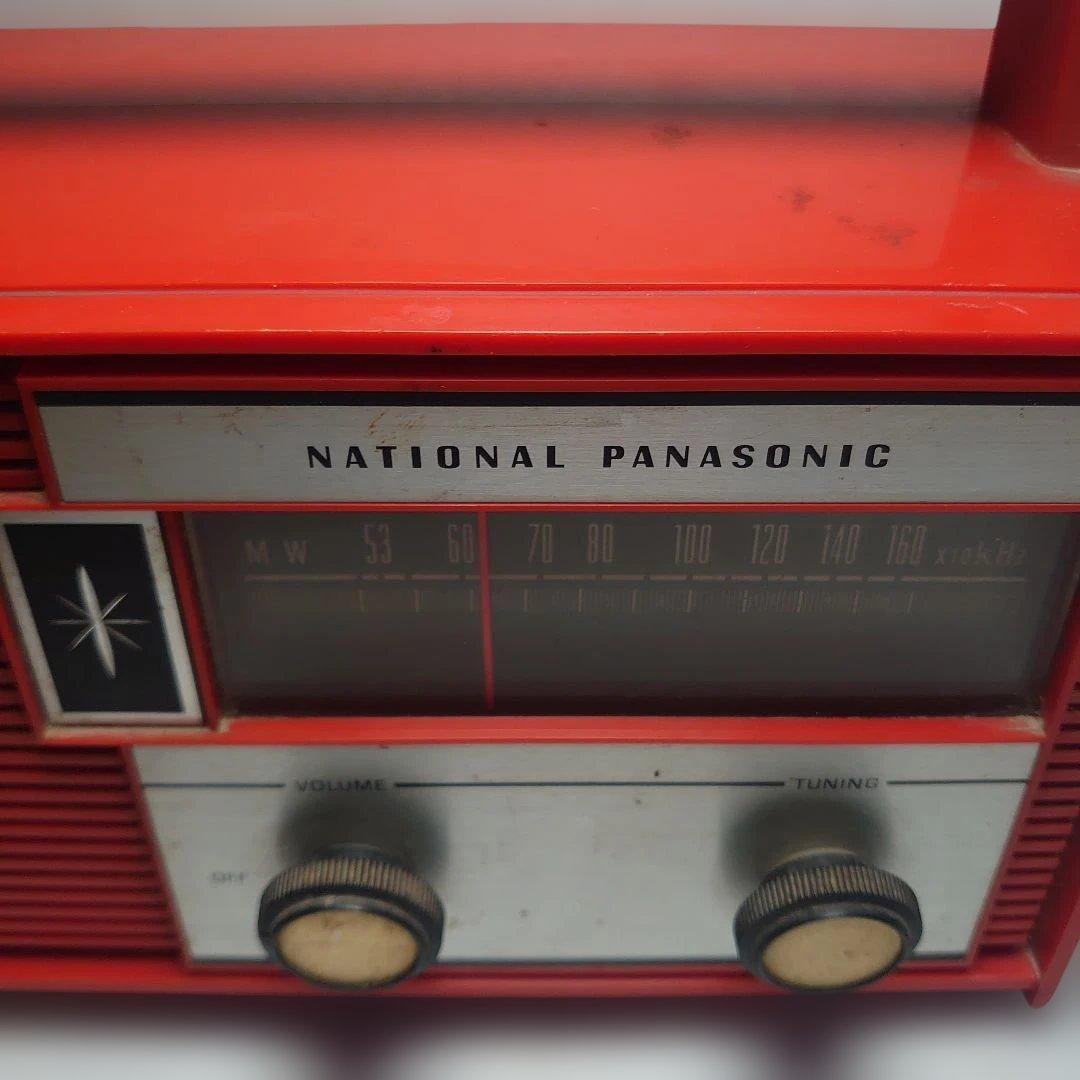 NATIONAL PANASONIC
MW 53 60 70 80 100 120 140 160 x10kHz
VOLUME TUNING
OFF